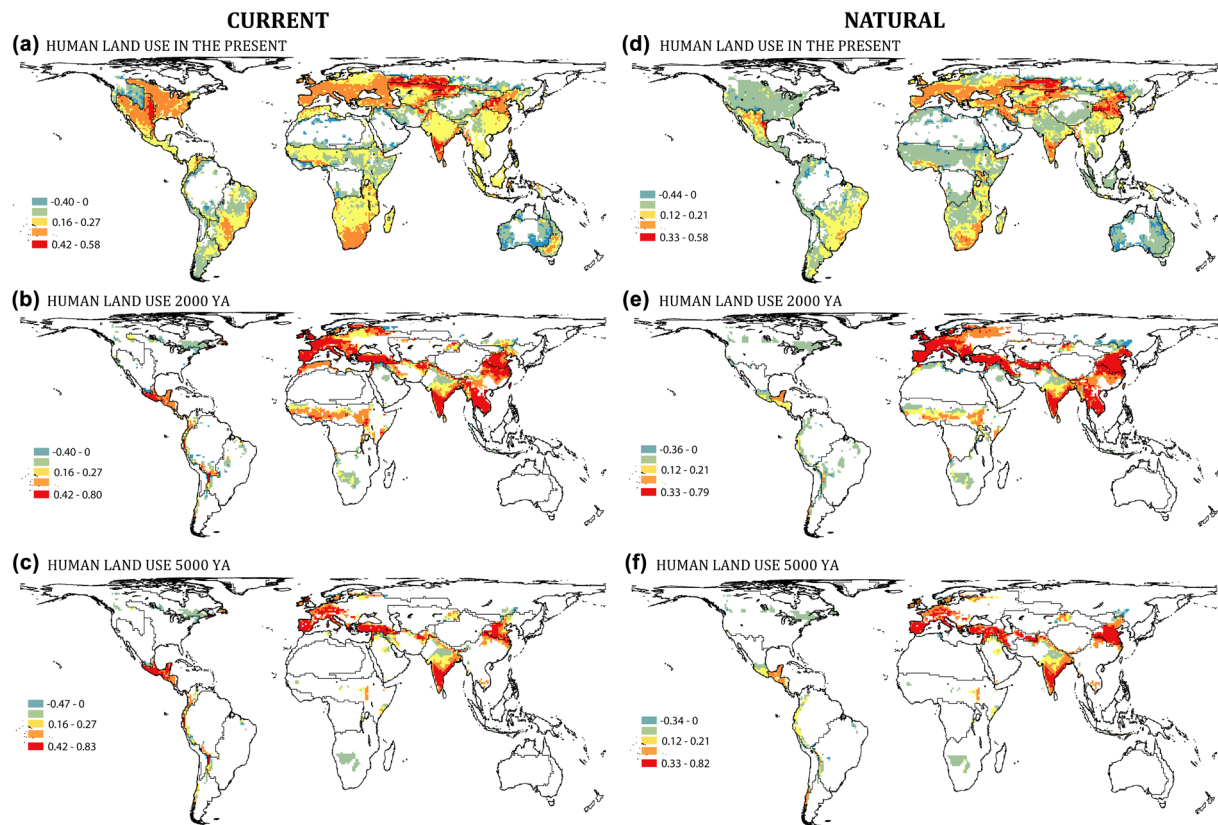 CURRENT
NATURAL
(a) HUMAN LAND USE IN THE PRESENT
-0.40 - 0
0.16 - 0.27
0.42 - 0.58
(d) HUMAN LAND USE IN THE PRESENT
-0.44 - 0
0.12 - 0.21
0.33 - 0.58
(b) HUMAN LAND USE 2000 YA
-0.40 - 0
0.16 - 0.27
0.42 - 0.80
(e) HUMAN LAND USE 2000 YA
-0.36 - 0
0.12 - 0.21
0.33 - 0.79
(c) HUMAN LAND USE 5000 YA
-0.47 - 0
0.16 - 0.27
0.42 - 0.83
(f) HUMAN LAND USE 5000 YA
-0.34 - 0
0.12 - 0.21
0.33 - 0.82